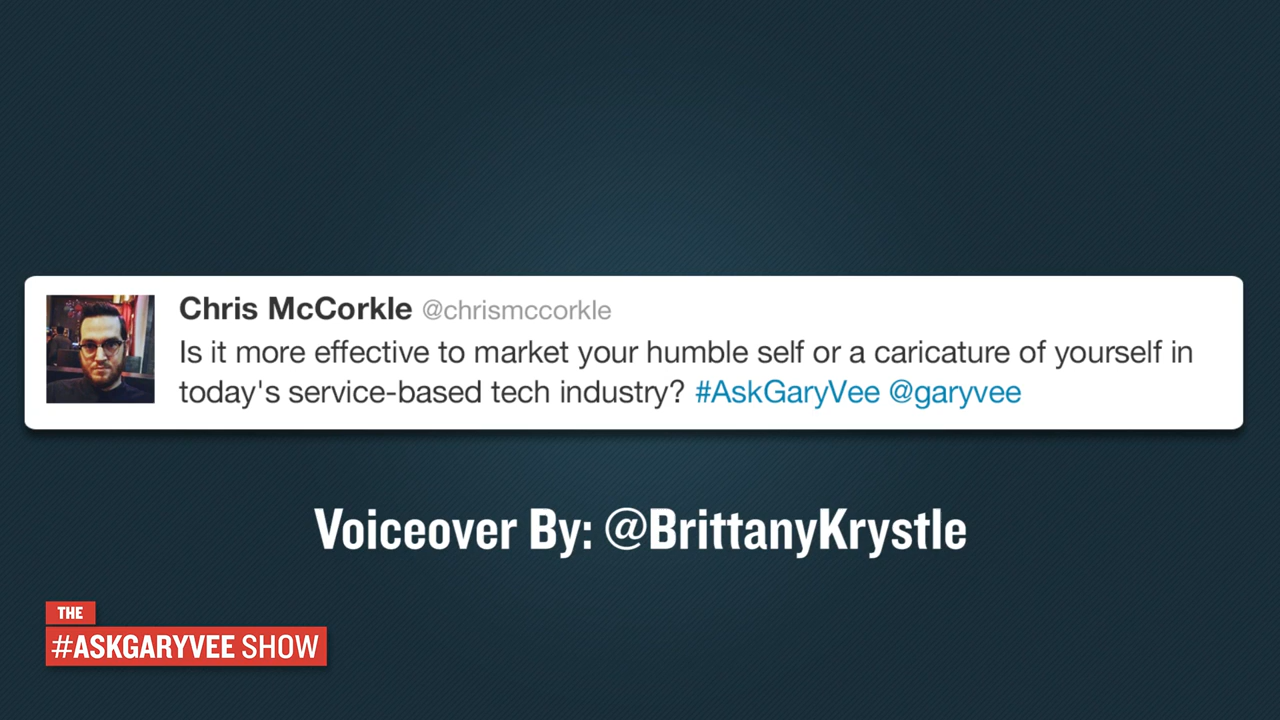 Chris McCorkle @chrismccorkle
Is it more effective to market your humble self or a caricature of yourself in
today's service-based tech industry? #AskGaryVee @garyvee
Voiceover By: @BrittanyKrystle
THE
#ASKGARYVEE SHOW